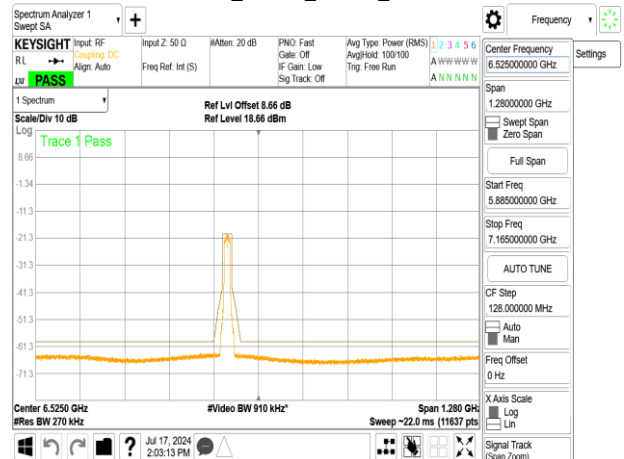 Spectrum Analyzer 1
Swept SA
Frequency
KEYSIGHT
RL
PASS
Input: RF
Coupling: DC
Align: Auto
Input Z: 50 Ω
Freq Ref: Int (S)
#Atten: 20 dB
PNO: Fast
Gate: Off
IF Gain: Low
Sig Track: Off
Avg Type: Power (RMS)
Avg|Hold: 100/100
Trig: Free Run
1 2 3 4 5 6
A W W W W W
A N N N N N
Center Frequency
6.525000000 GHz
Settings
Span
1.28000000 GHz
Swept Span
Zero Span
Full Span
Start Freq
5.885000000 GHz
Stop Freq
7.165000000 GHz
AUTO TUNE
CF Step
128.000000 MHz
Auto
Man
Freq Offset
0 Hz
X Axis Scale
Log
Lin
Signal Track
(Span Zoom)
1 Spectrum
Scale/Div 10 dB
Ref Lvl Offset 8.66 dB
Ref Level 18.66 dBm
Log
Trace 1 Pass
8.66
-1.34
-11.3
-21.3
-31.3
-41.3
-51.3
-61.3
-71.3
Center 6.5250 GHz
#Video BW 910 kHz*
Span 1.280 GHz
#Res BW 270 kHz
Sweep ~22.0 ms (11637 pts
?
Jul 17, 2024
2:03:13 PM